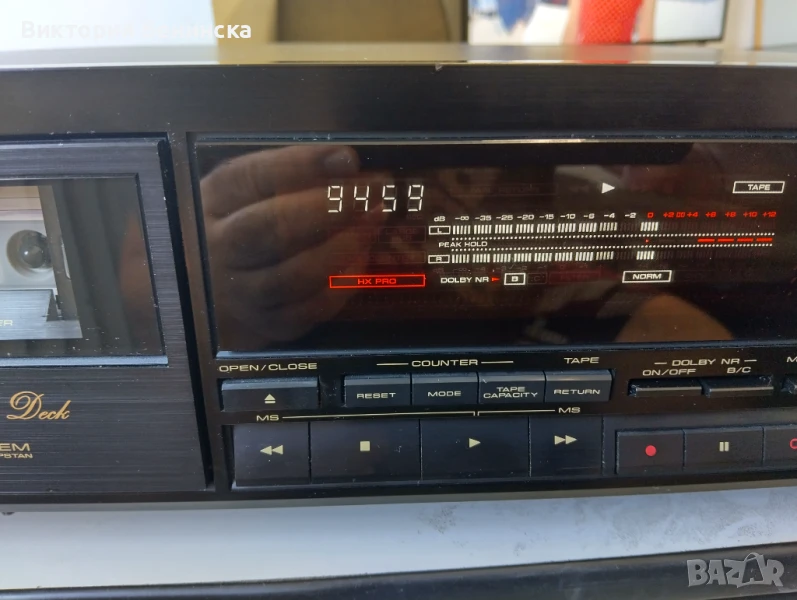 9459
TAPE
dB -∞ -35 -25 -20 -15 -10 -6 -4 -2 0 +2 +4 +6 +8 +10 +12
L
PEAK HOLD
R
HX PRO
DOLBY NR B
NORM
OPEN/CLOSE
COUNTER
TAPE
DOLBY NR
ON/OFF
B/C
RESET
MODE
TAPE CAPACITY
RETURN
Deck
MS
MS
BAZAR